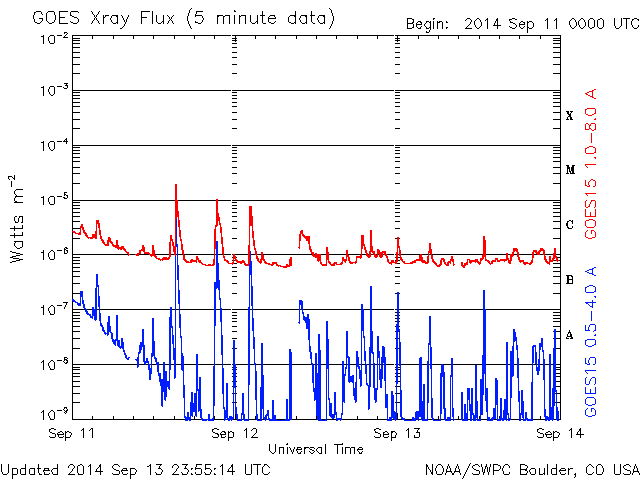 GOES Xray Flux (5 minute data)
Begin: 2014 Sep 11 0000 UTC
10⁻²
10⁻³
10⁻⁴
10⁻⁵
10⁻⁶
10⁻⁷
10⁻⁸
10⁻⁹
Watts m⁻²
X
M
C
B
A
GOES15 1.0-8.0 A
GOES15 0.5-4.0 A
Sep 11
Sep 12
Sep 13
Sep 14
Universal Time
Updated 2014 Sep 13 23:55:14 UTC
NOAA/SWPC Boulder, CO USA